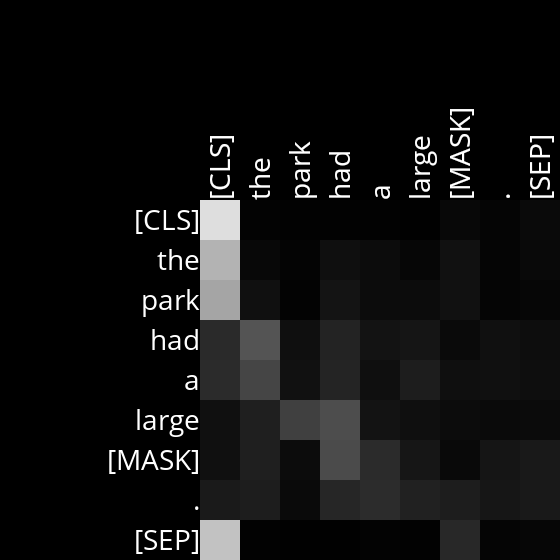 [CLS] the park had a large [MASK] . [SEP]
[CLS]
the
park
had
a
large
[MASK]
.
[SEP]